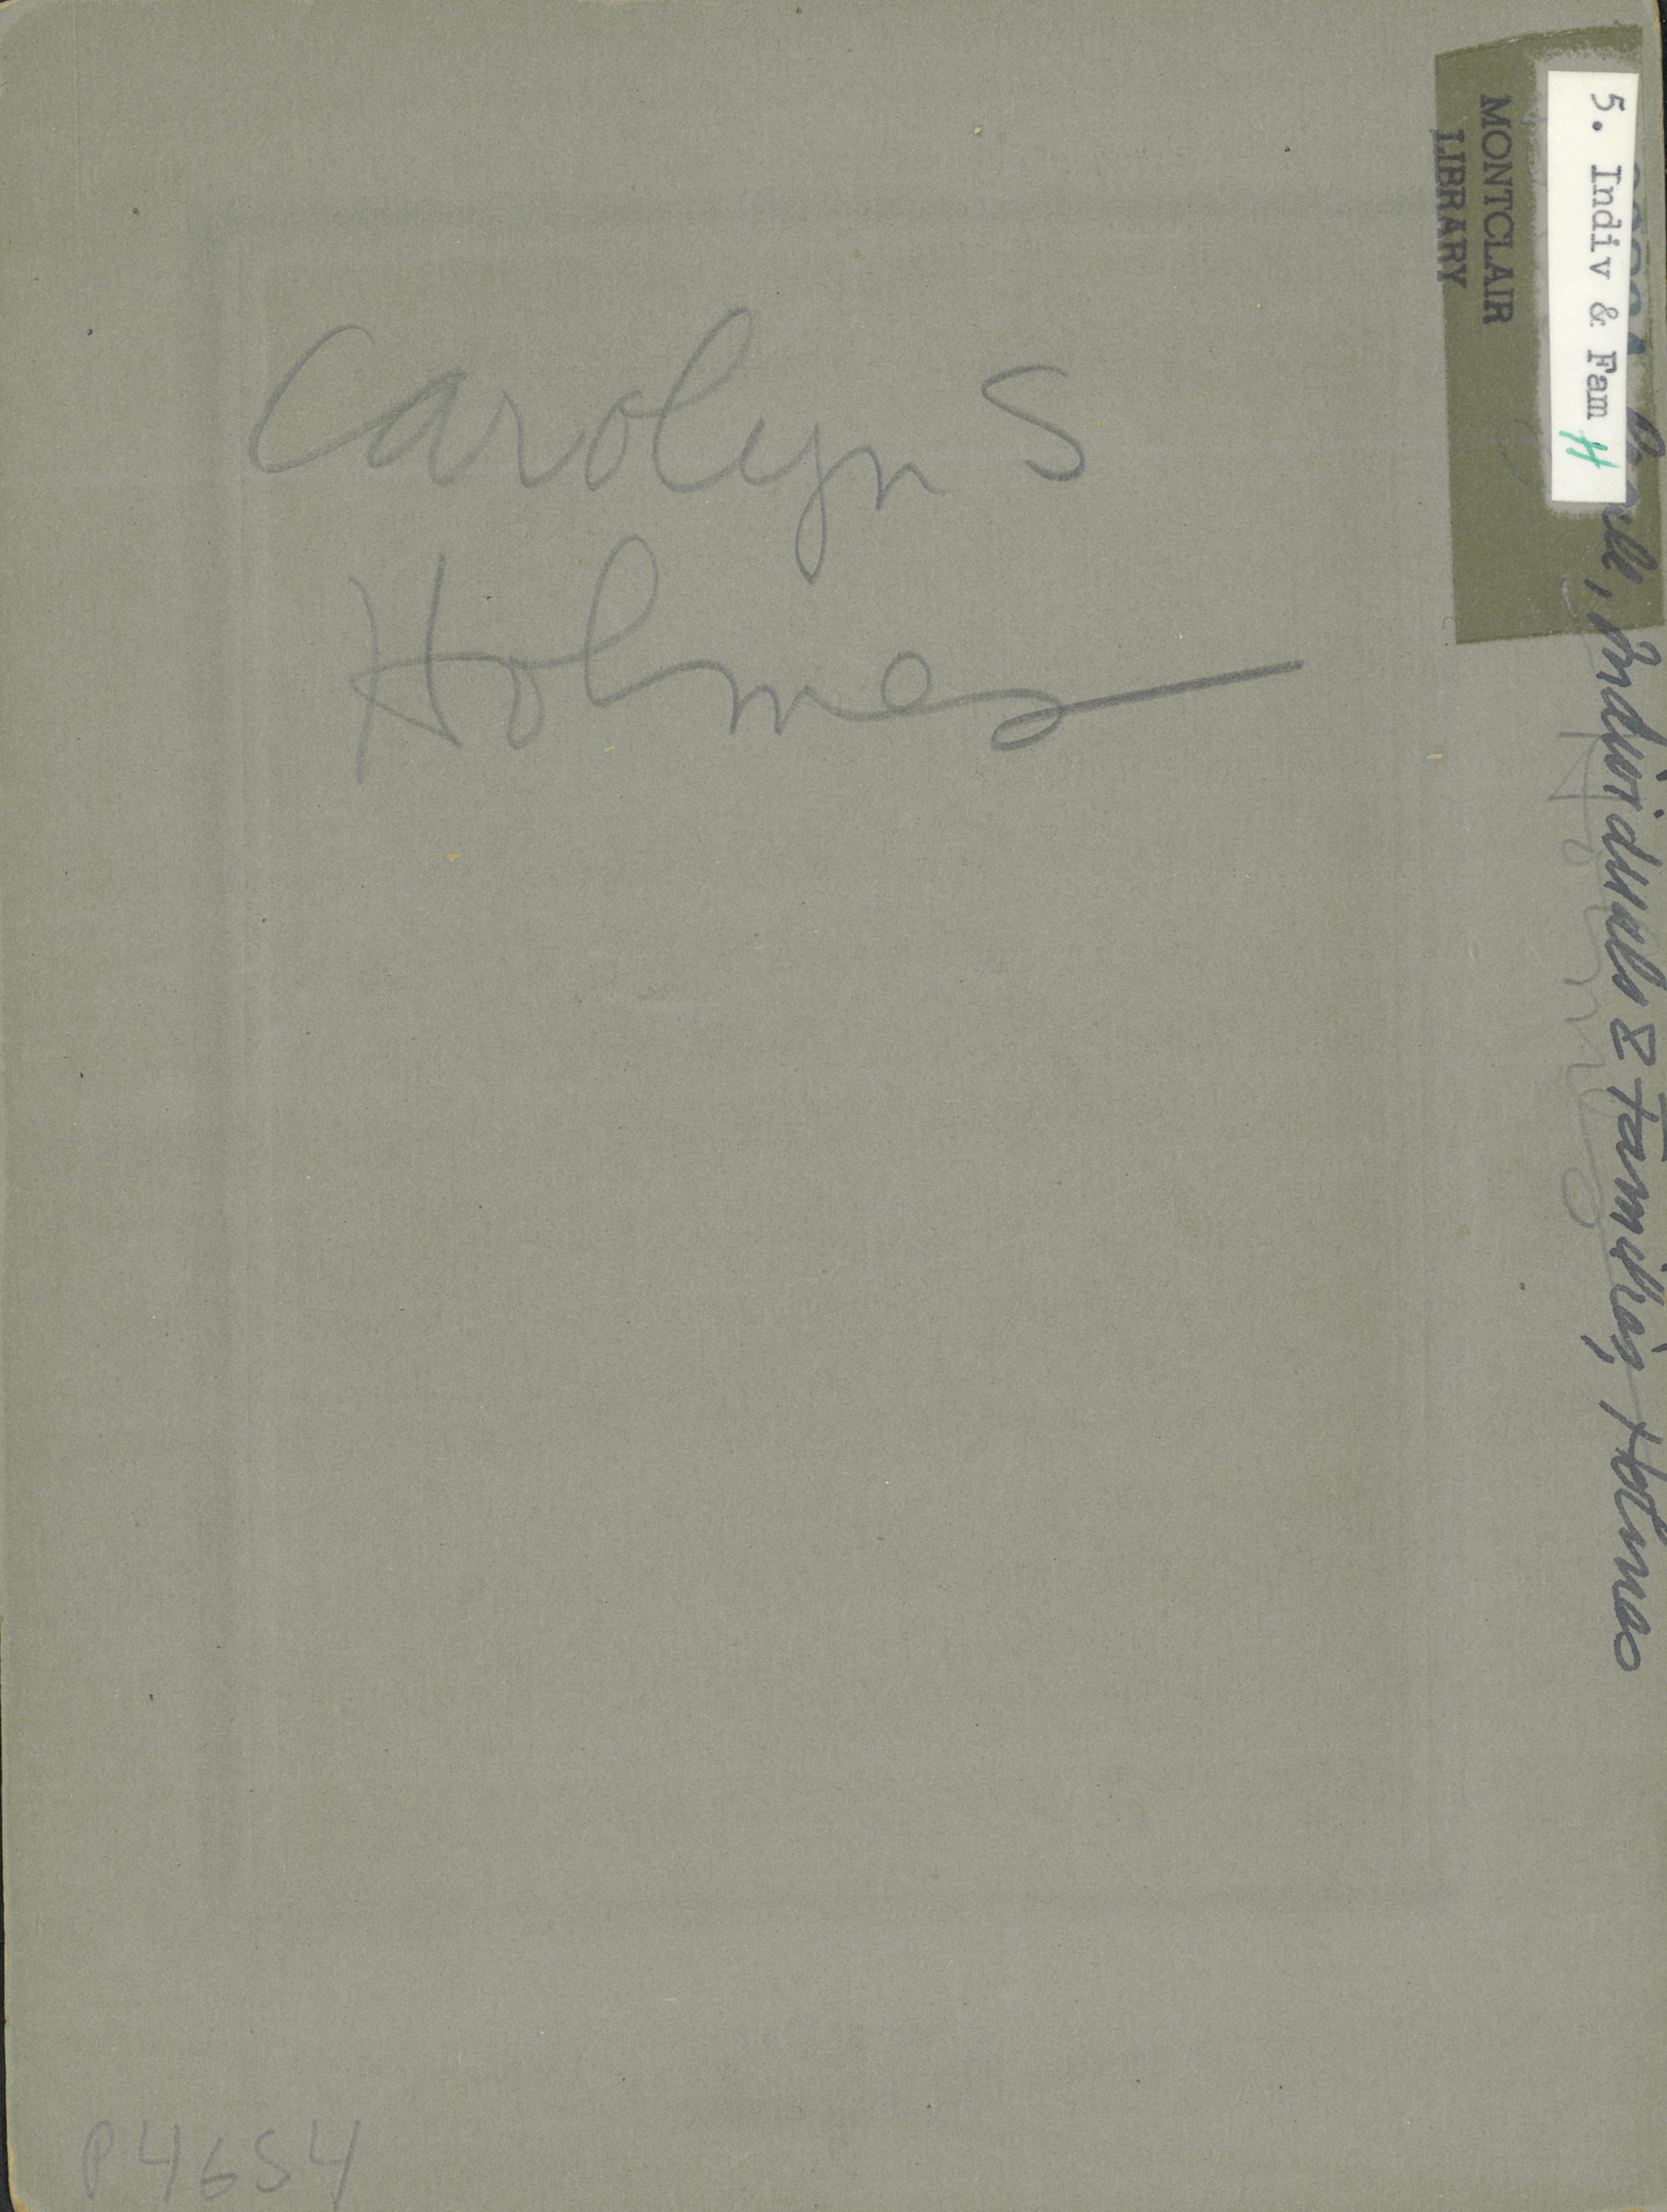 Carolyn S
Holmes
MONTCLAIR
LIBRARY
5. Indiv & Fam H
Individuals & Families, Holmes
P4654